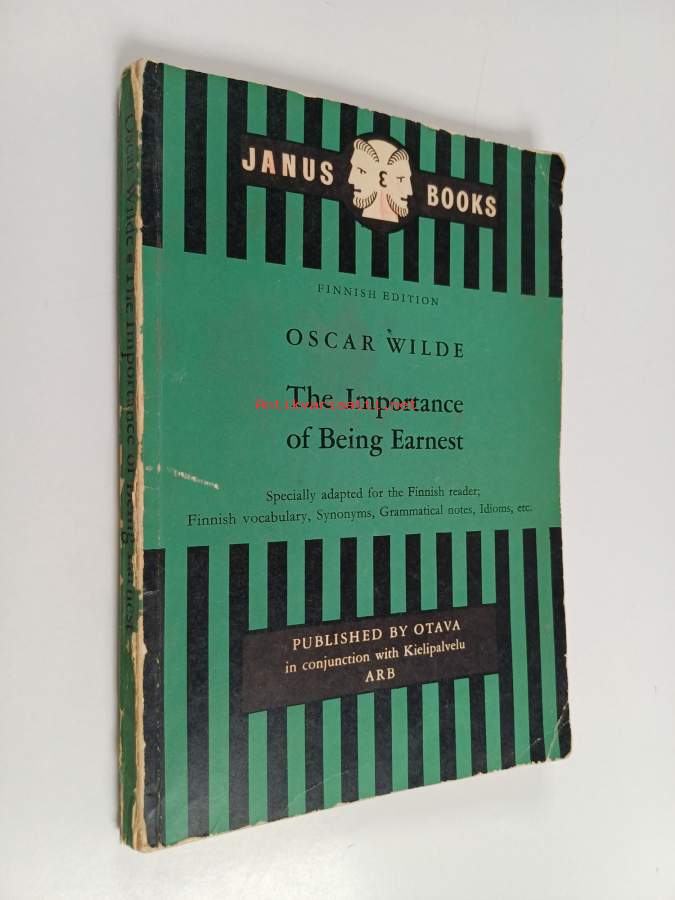 JANUS BOOKS
FINNISH EDITION
OSCAR WILDE
The Importance
of Being Earnest
Specially adapted for the Finnish reader;
Finnish vocabulary, Synonyms, Grammatical notes, Idioms, etc.
PUBLISHED BY OTAVA
in conjunction with Kielipalvelu
ARB
Oscar Wilde • The Importance of Being Earnest